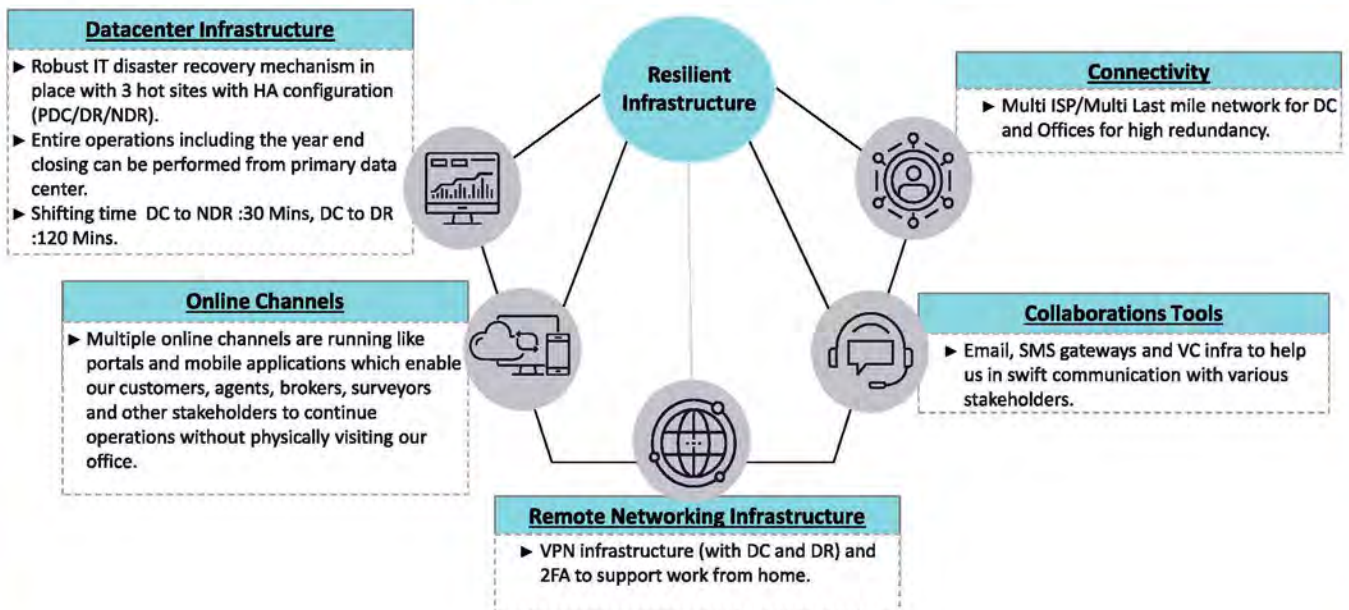 Datacenter Infrastructure
► Robust IT disaster recovery mechanism in
place with 3 hot sites with HA configuration
(PDC/DR/NDR).
► Entire operations including the year end
closing can be performed from primary data
center.
► Shifting time DC to NDR :30 Mins, DC to DR
:120 Mins.
Resilient
Infrastructure
Connectivity
► Multi ISP/Multi Last mile network for DC
and Offices for high redundancy.
Online Channels
► Multiple online channels are running like
portals and mobile applications which enable
our customers, agents, brokers, surveyors
and other stakeholders to continue
operations without physically visiting our
office.
Collaborations Tools
► Email, SMS gateways and VC infra to help
us in swift communication with various
stakeholders.
Remote Networking Infrastructure
► VPN infrastructure (with DC and DR) and
2FA to support work from home.